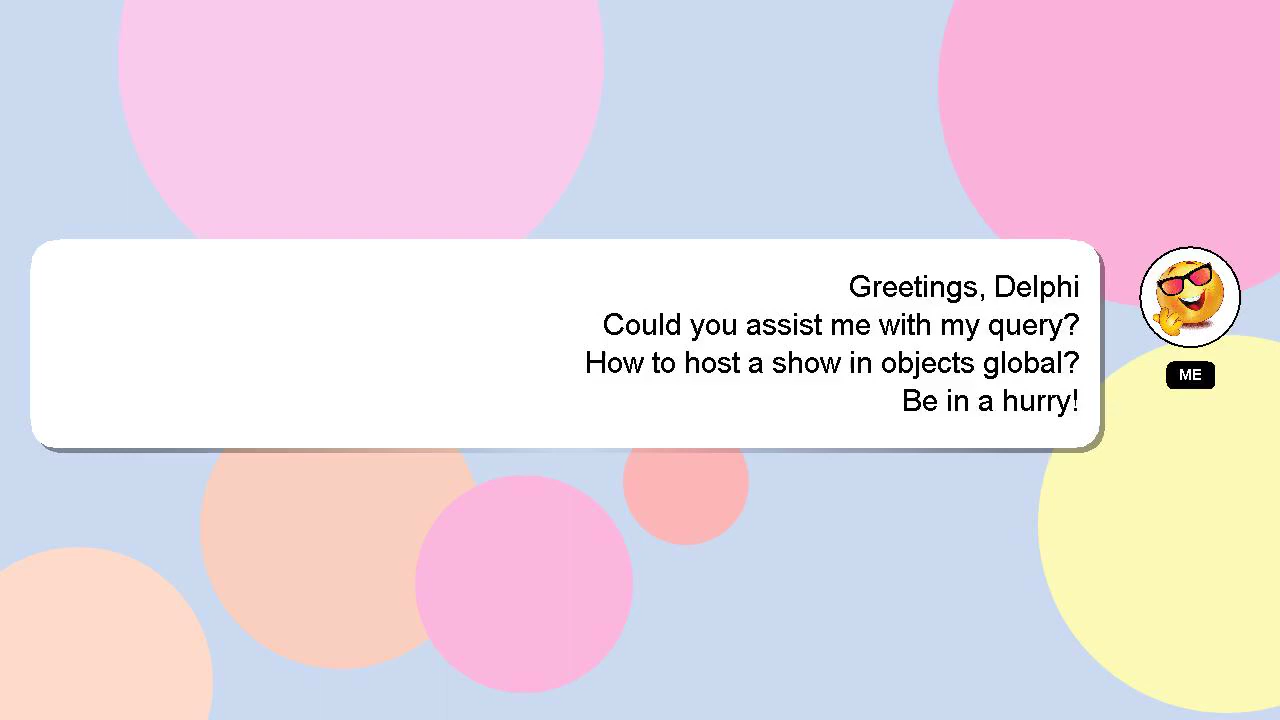 Greetings, Delphi
Could you assist me with my query?
How to host a show in objects global?
Be in a hurry!
ME